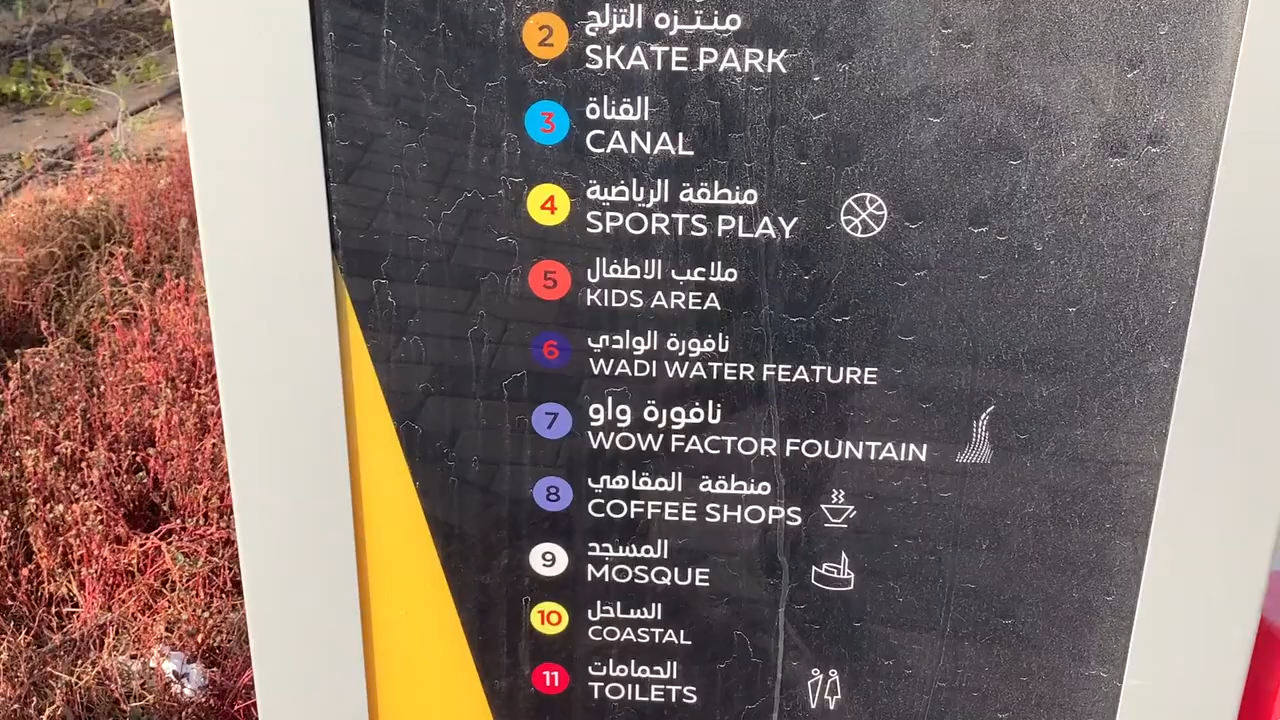 2 منتزه التزلج
SKATE PARK
3 القناة
CANAL
4 منطقة الرياضية
SPORTS PLAY
5 ملاعب الاطفال
KIDS AREA
6 نافورة الوادي
WADI WATER FEATURE
7 نافورة واو
WOW FACTOR FOUNTAIN
8 منطقة المقاهي
COFFEE SHOPS
9 المسجد
MOSQUE
10 الساحل
COASTAL
11 الحمامات
TOILETS